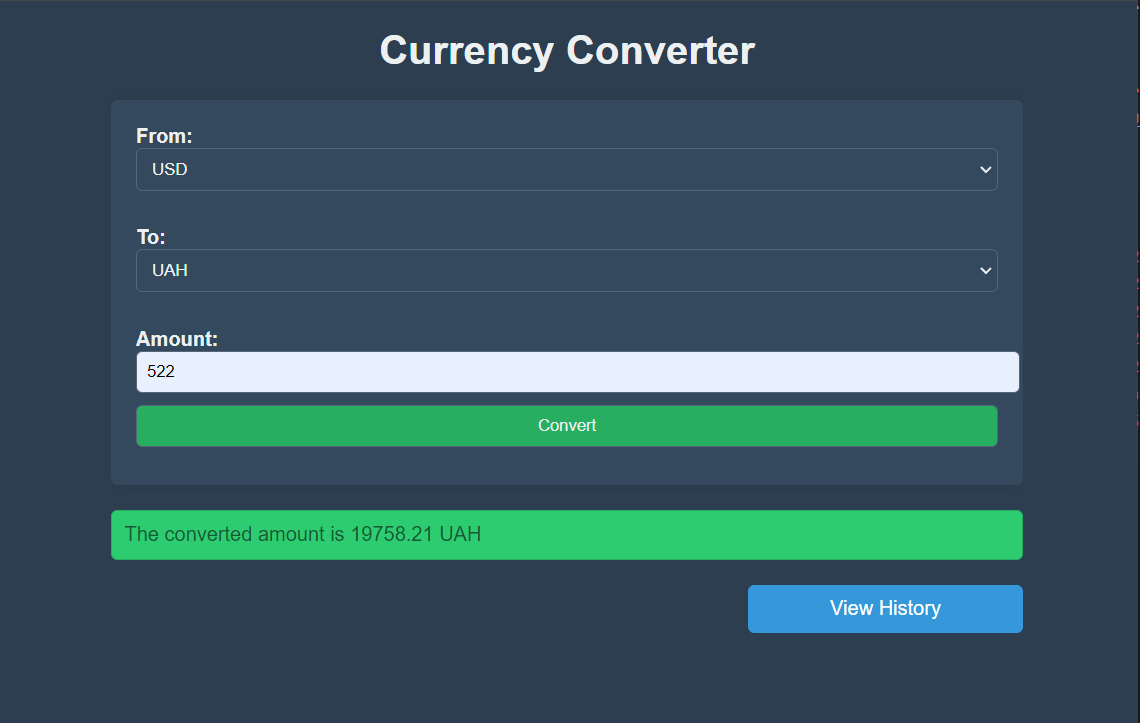 Currency Converter
From:
USD
To:
UAH
Amount:
522
Convert
The converted amount is 19758.21 UAH
View History